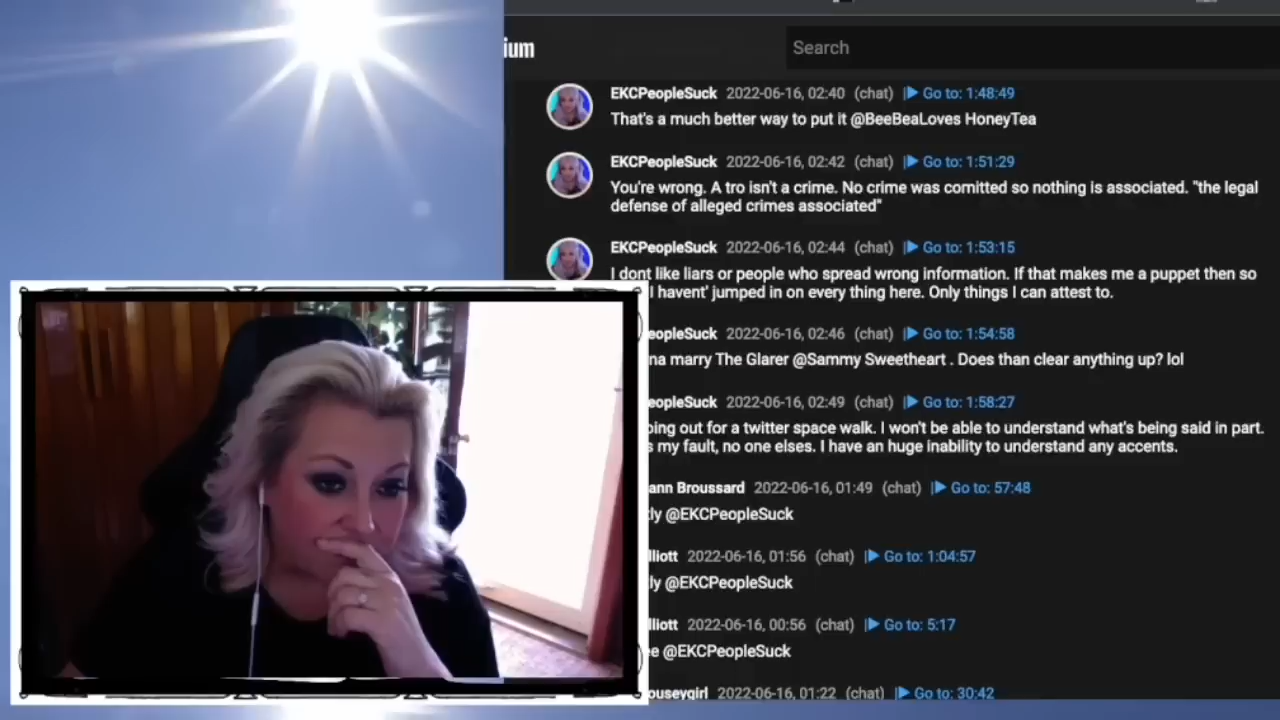 ium
Search
EKCPeopleSuck 2022-06-16, 02:40 (chat) Go to: 1:48:49
That's a much better way to put it @BeeBeaLoves HoneyTea
EKCPeopleSuck 2022-06-16, 02:42 (chat) Go to: 1:51:29
You're wrong. A tro isn't a crime. No crime was comitted so nothing is associated. "the legal
defense of alleged crimes associated"
EKCPeopleSuck 2022-06-16, 02:44 (chat) Go to: 1:53:15
I dont like liars or people who spread wrong information. If that makes me a puppet then so
I havent' jumped in on every thing here. Only things I can attest to.
eopleSuck 2022-06-16, 02:46 (chat) Go to: 1:54:58
na marry The Glarer @Sammy Sweetheart . Does than clear anything up? lol
eopleSuck 2022-06-16, 02:49 (chat) Go to: 1:58:27
ping out for a twitter space walk. I won't be able to understand what's being said in part.
s my fault, no one elses. I have an huge inability to understand any accents.
ann Broussard 2022-06-16, 01:49 (chat) Go to: 57:48
tly @EKCPeopleSuck
lliott 2022-06-16, 01:56 (chat) Go to: 1:04:57
ly @EKCPeopleSuck
lliott 2022-06-16, 00:56 (chat) Go to: 5:17
ee @EKCPeopleSuck
ouseygirl 2022-06-16, 01:22 (chat) Go to: 30:42